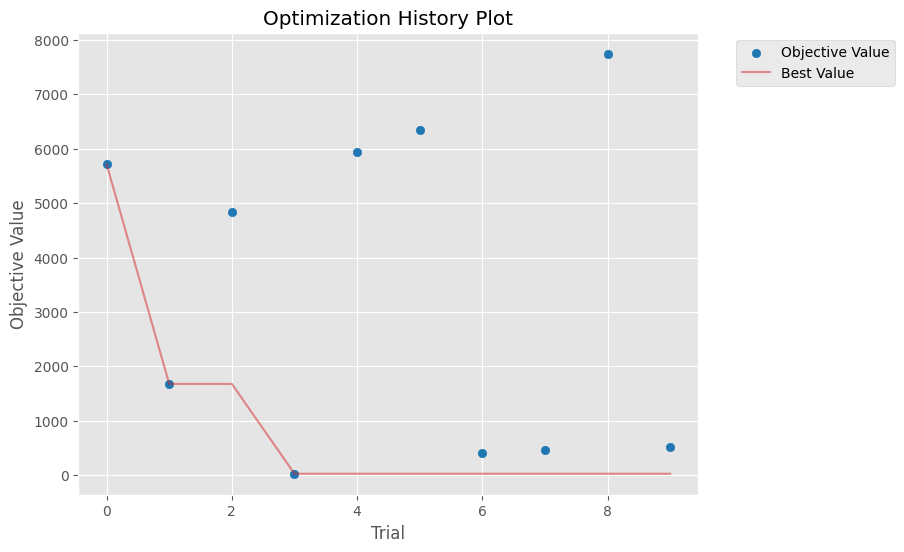 Optimization History Plot
8000
7000
6000
5000
4000
3000
2000
1000
0
Objective Value
0 2 4 6 8
Trial
Objective Value
Best Value